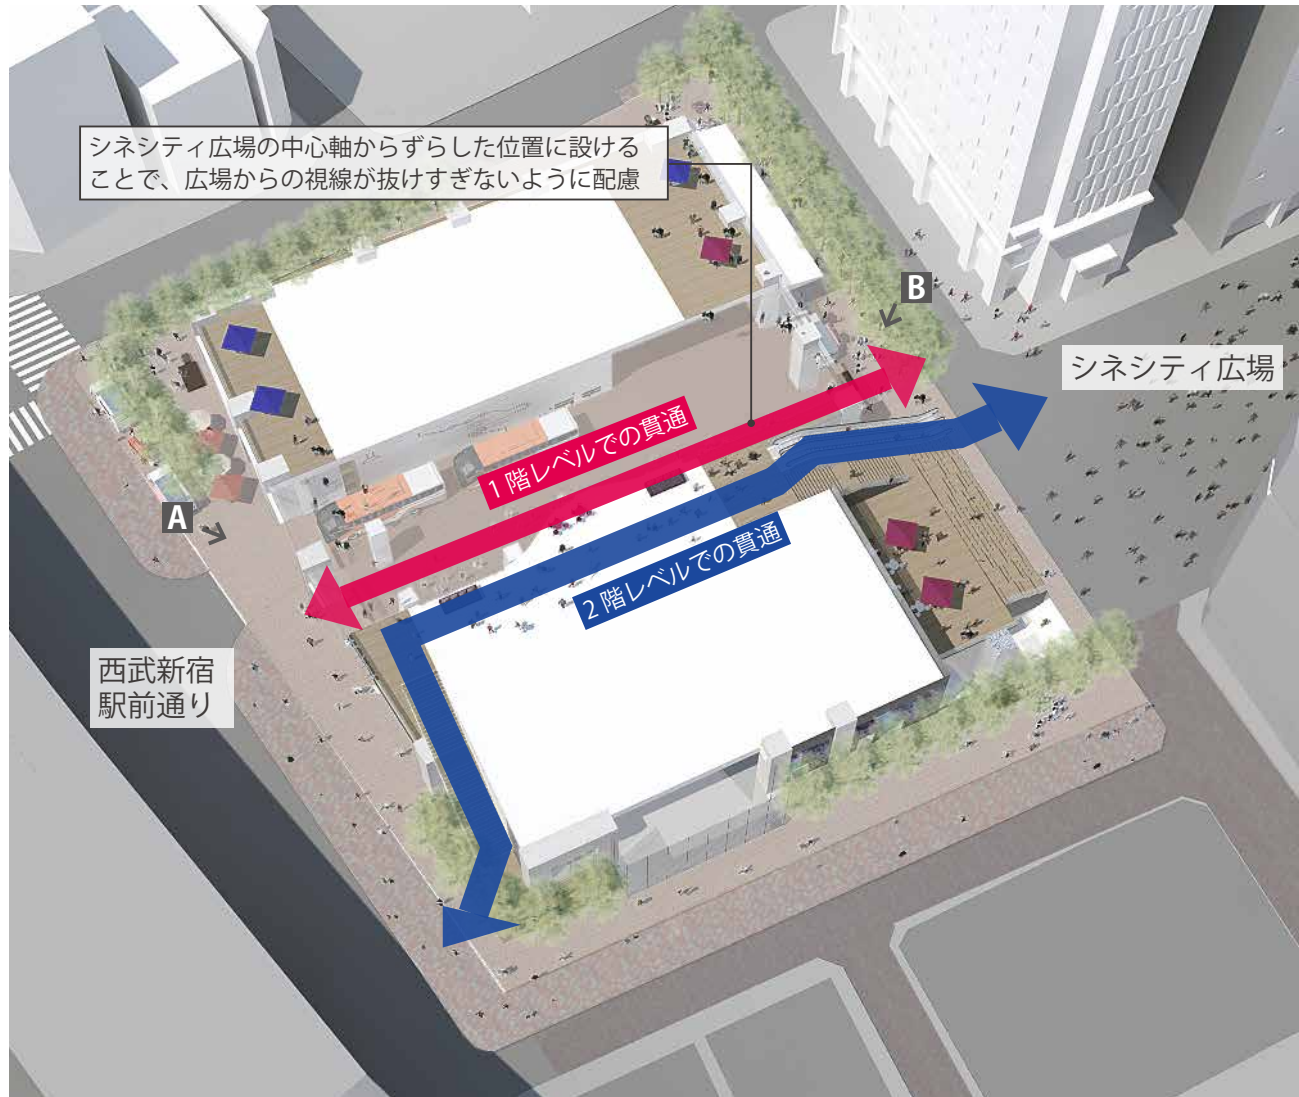 シネシティ広場の中心軸からずらした位置に設ける
ことで、広場からの視線が抜けすぎないように配慮
B
シネシティ広場
1階レベルでの貫通
A
2階レベルでの貫通
西武新宿
駅前通り